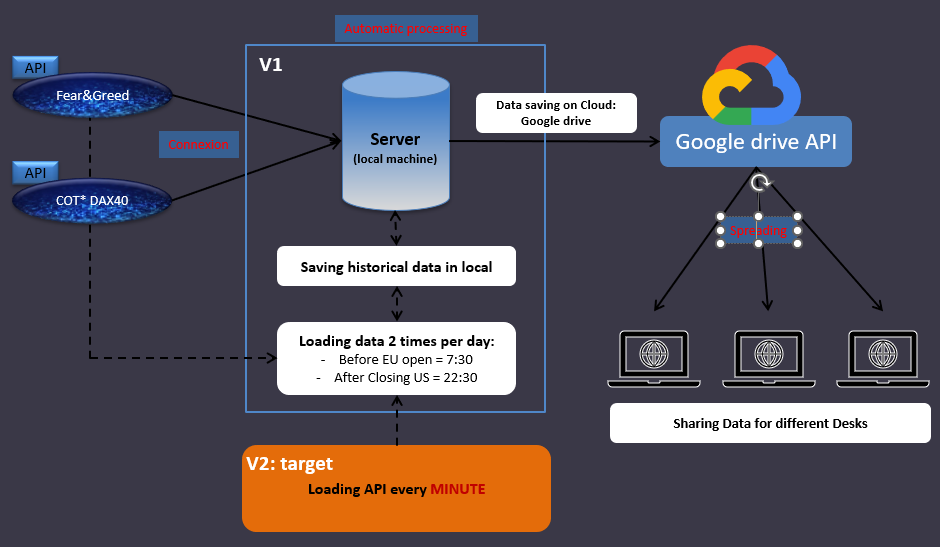 Automatic processing
V1
API
Fear&Greed
Connexion
API
COT* DAX40
Server
(local machine)
Data saving on Cloud:
Google drive
Google drive API
Spreading
Saving historical data in local
Loading data 2 times per day:
- Before EU open = 7:30
- After Closing US = 22:30
Sharing Data for different Desks
V2: target
Loading API every MINUTE